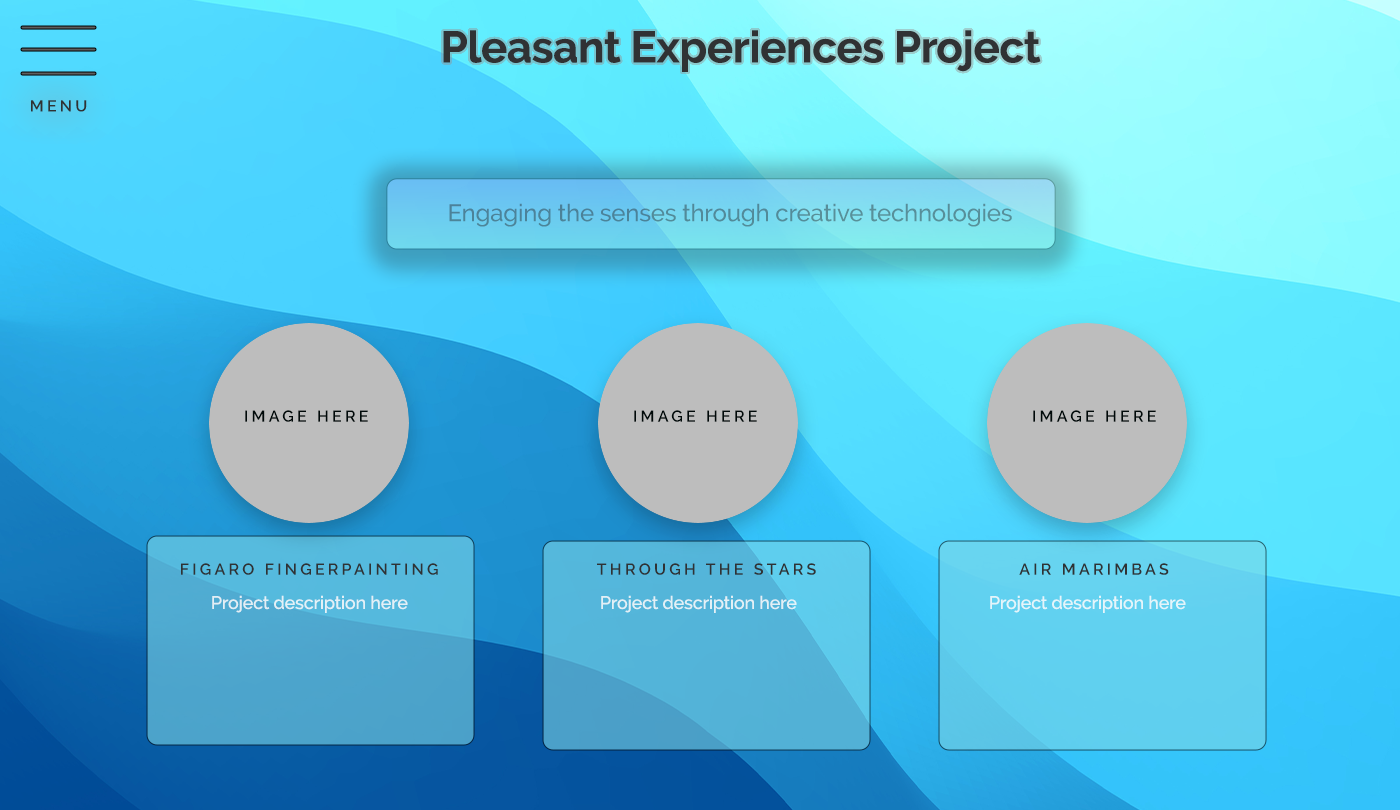 Pleasant Experiences Project
MENU
Engaging the senses through creative technologies
IMAGE HERE
IMAGE HERE
IMAGE HERE
FIGARO FINGERPAINTING
Project description here
THROUGH THE STARS
Project description here
AIR MARIMBAS
Project description here